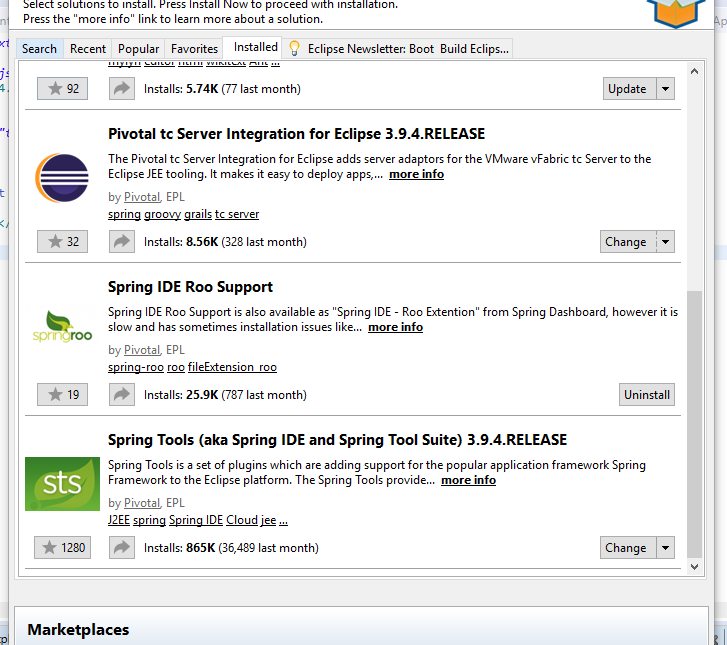 Select solutions to install. Press Install Now to proceed with installation.
Press the "more info" link to learn more about a solution.
Search Recent Popular Favorites Installed Eclipse Newsletter: Boot Build Eclips...
mylyn editor html wikitext Ant ...
92 Installs: 5.74K (77 last month) Update
Pivotal tc Server Integration for Eclipse 3.9.4.RELEASE
The Pivotal tc Server Integration for Eclipse adds server adaptors for the VMware vFabric tc Server to the
Eclipse JEE tooling. It makes it easy to deploy apps,... more info
by Pivotal, EPL
spring groovy grails tc server
32 Installs: 8.56K (328 last month) Change
Spring IDE Roo Support
Spring IDE Roo Support is also available as "Spring IDE - Roo Extention" from Spring Dashboard, however it is
springroo
slow and has sometimes installation issues like... more info
by Pivotal, EPL
spring-roo roo fileExtension_roo
19 Installs: 25.9K (787 last month) Uninstall
Spring Tools (aka Spring IDE and Spring Tool Suite) 3.9.4.RELEASE
sts
Spring Tools is a set of plugins which are adding support for the popular application framework Spring
Framework to the Eclipse platform. The Spring Tools provide... more info
by Pivotal, EPL
J2EE spring Spring IDE Cloud jee ...
1280 Installs: 865K (36,489 last month) Change
Marketplaces